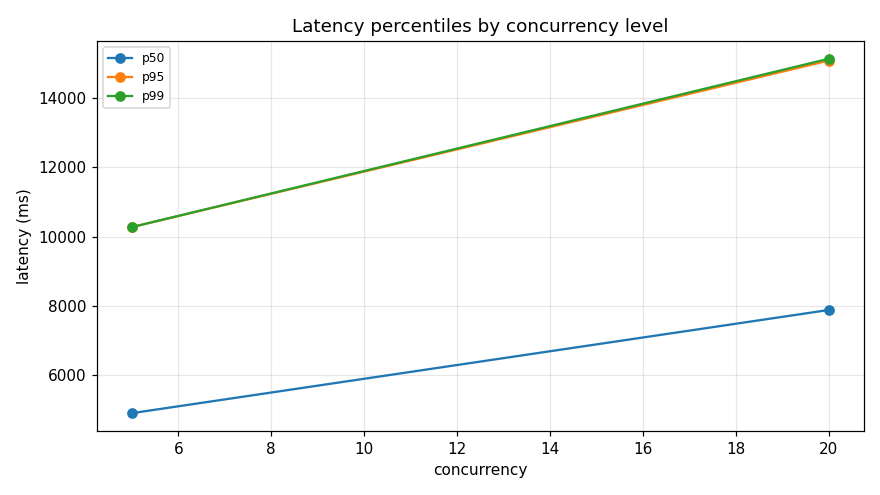 Latency percentiles by concurrency level
p50
p95
p99
14000
12000
10000
8000
6000
latency (ms)
6 8 10 12 14 16 18 20
concurrency